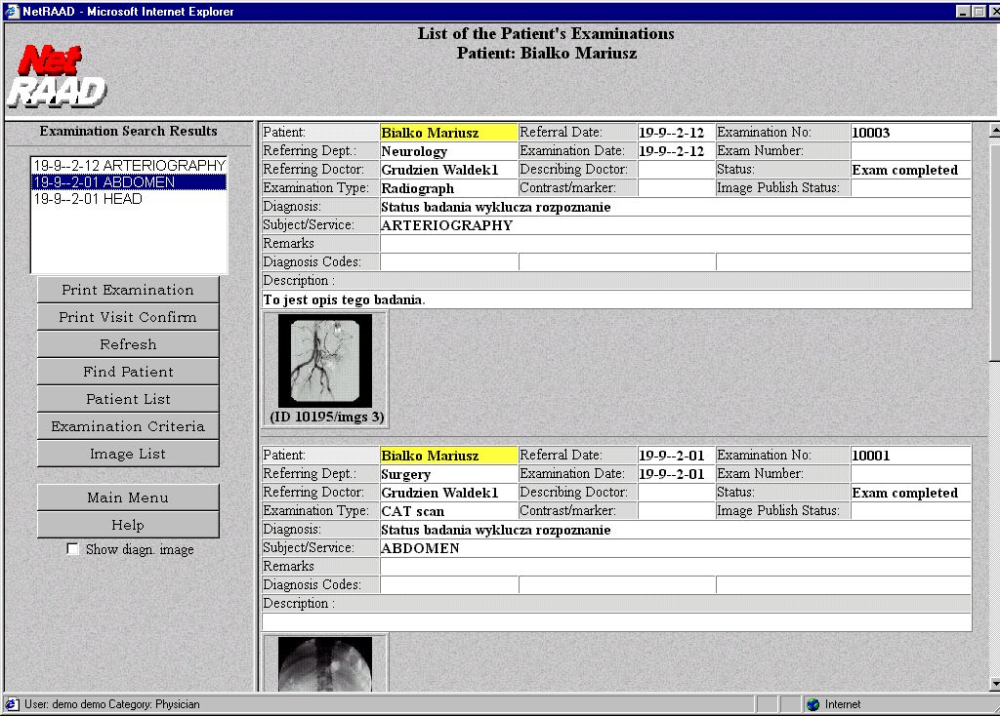 NetRAAD - Microsoft Internet Explorer
Net
RAAD
List of the Patient's Examinations
Patient: Bialko Mariusz
Examination Search Results
19-9--2-12 ARTERIOGRAPHY
19-9--2-01 ABDOMEN
19-9--2-01 HEAD
Print Examination
Print Visit Confirm
Refresh
Find Patient
Patient List
Examination Criteria
Image List
Main Menu
Help
Show diagn. image
Patient: Bialko Mariusz Referral Date: 19-9--2-12 Examination No: 10003
Referring Dept.: Neurology Examination Date: 19-9--2-12 Exam Number:
Referring Doctor: Grudzien Waldek1 Describing Doctor: Status: Exam completed
Examination Type: Radiograph Contrast/marker: Image Publish Status:
Diagnosis: Status badania wyklucza rozpoznanie
Subject/Service: ARTERIOGRAPHY
Remarks
Diagnosis Codes:
Description :
To jest opis tego badania.
(ID 10195/imgs 3)
Patient: Bialko Mariusz Referral Date: 19-9--2-01 Examination No: 10001
Referring Dept.: Surgery Examination Date: 19-9--2-01 Exam Number:
Referring Doctor: Grudzien Waldek1 Describing Doctor: Status: Exam completed
Examination Type: CAT scan Contrast/marker: Image Publish Status:
Diagnosis: Status badania wyklucza rozpoznanie
Subject/Service: ABDOMEN
Remarks
Diagnosis Codes:
Description :
User: demo demo Category: Physician
Internet